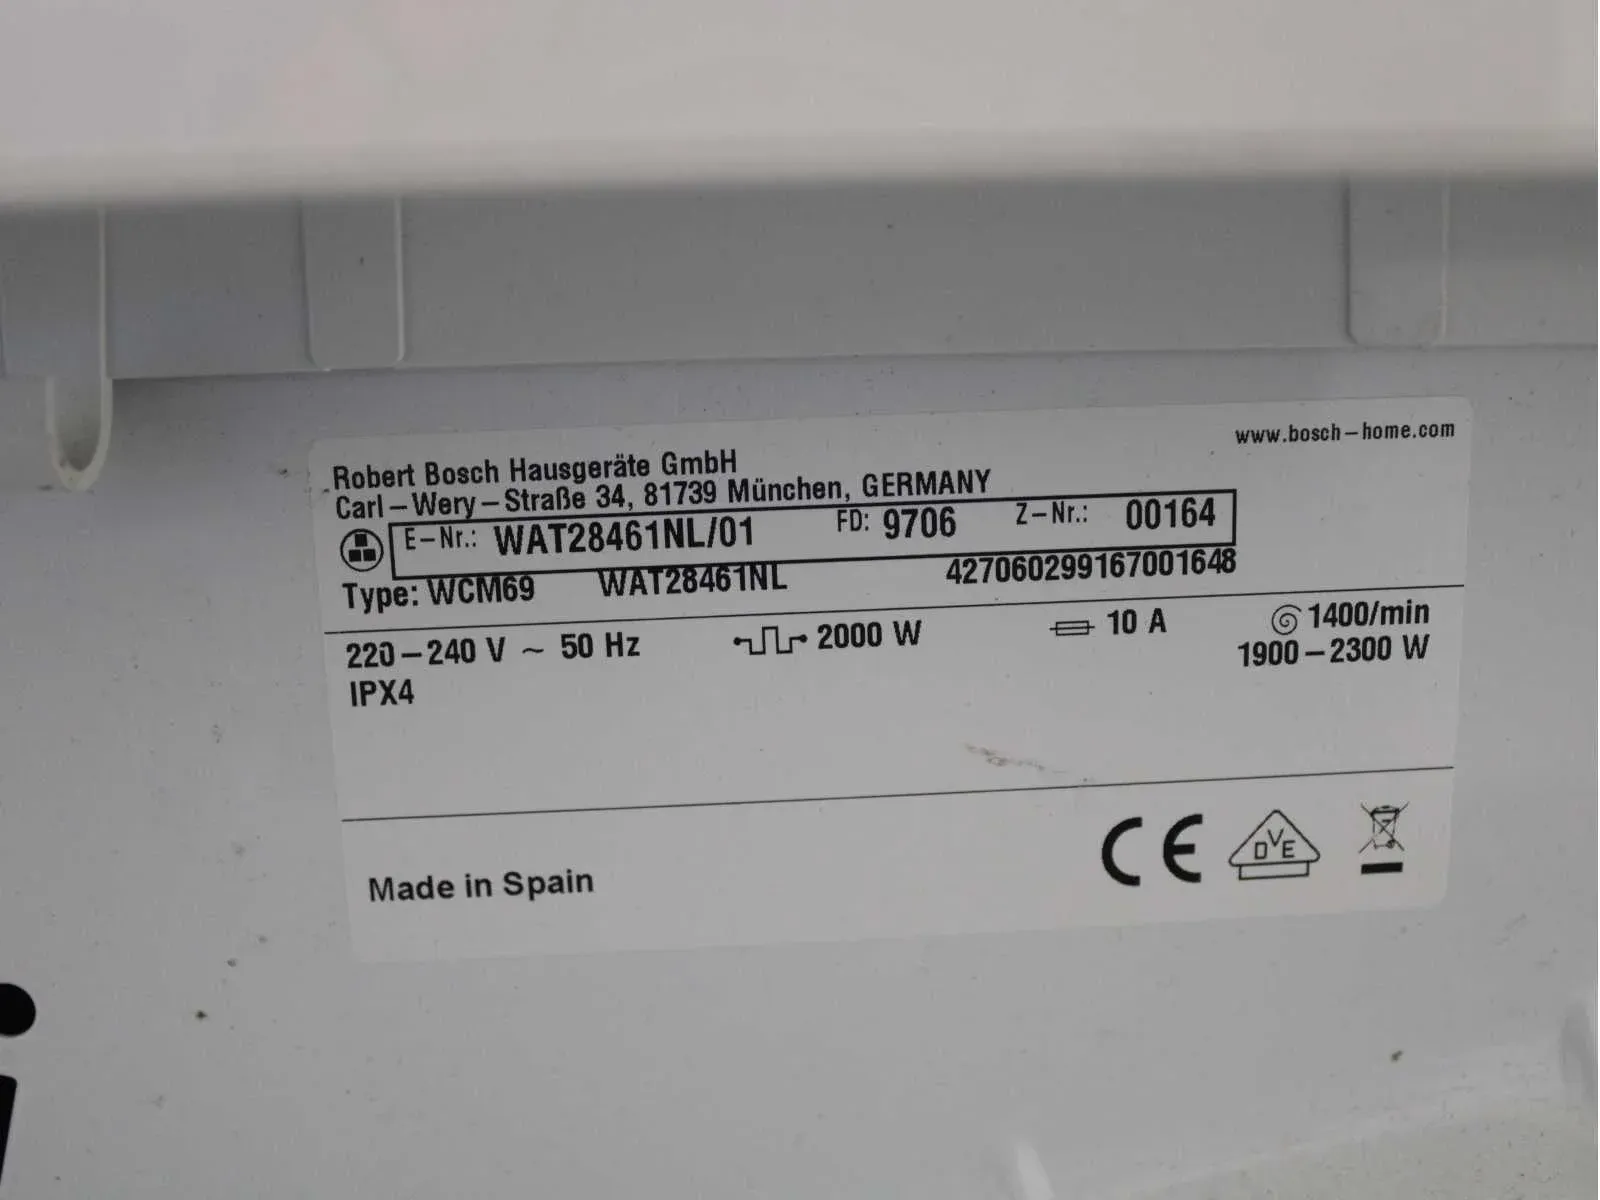 www.bosch-home.com
Robert Bosch Hausgeräte GmbH
Carl-Wery-Straße 34, 81739 München, GERMANY
E-Nr.: WAT28461NL/01 FD: 9706 Z-Nr.: 00164
Type: WCM69 WAT28461NL 427060299167001648
220-240 V ~ 50 Hz 2000 W 10 A 1400/min
IPX4 1900-2300 W
Made in Spain CE DVE